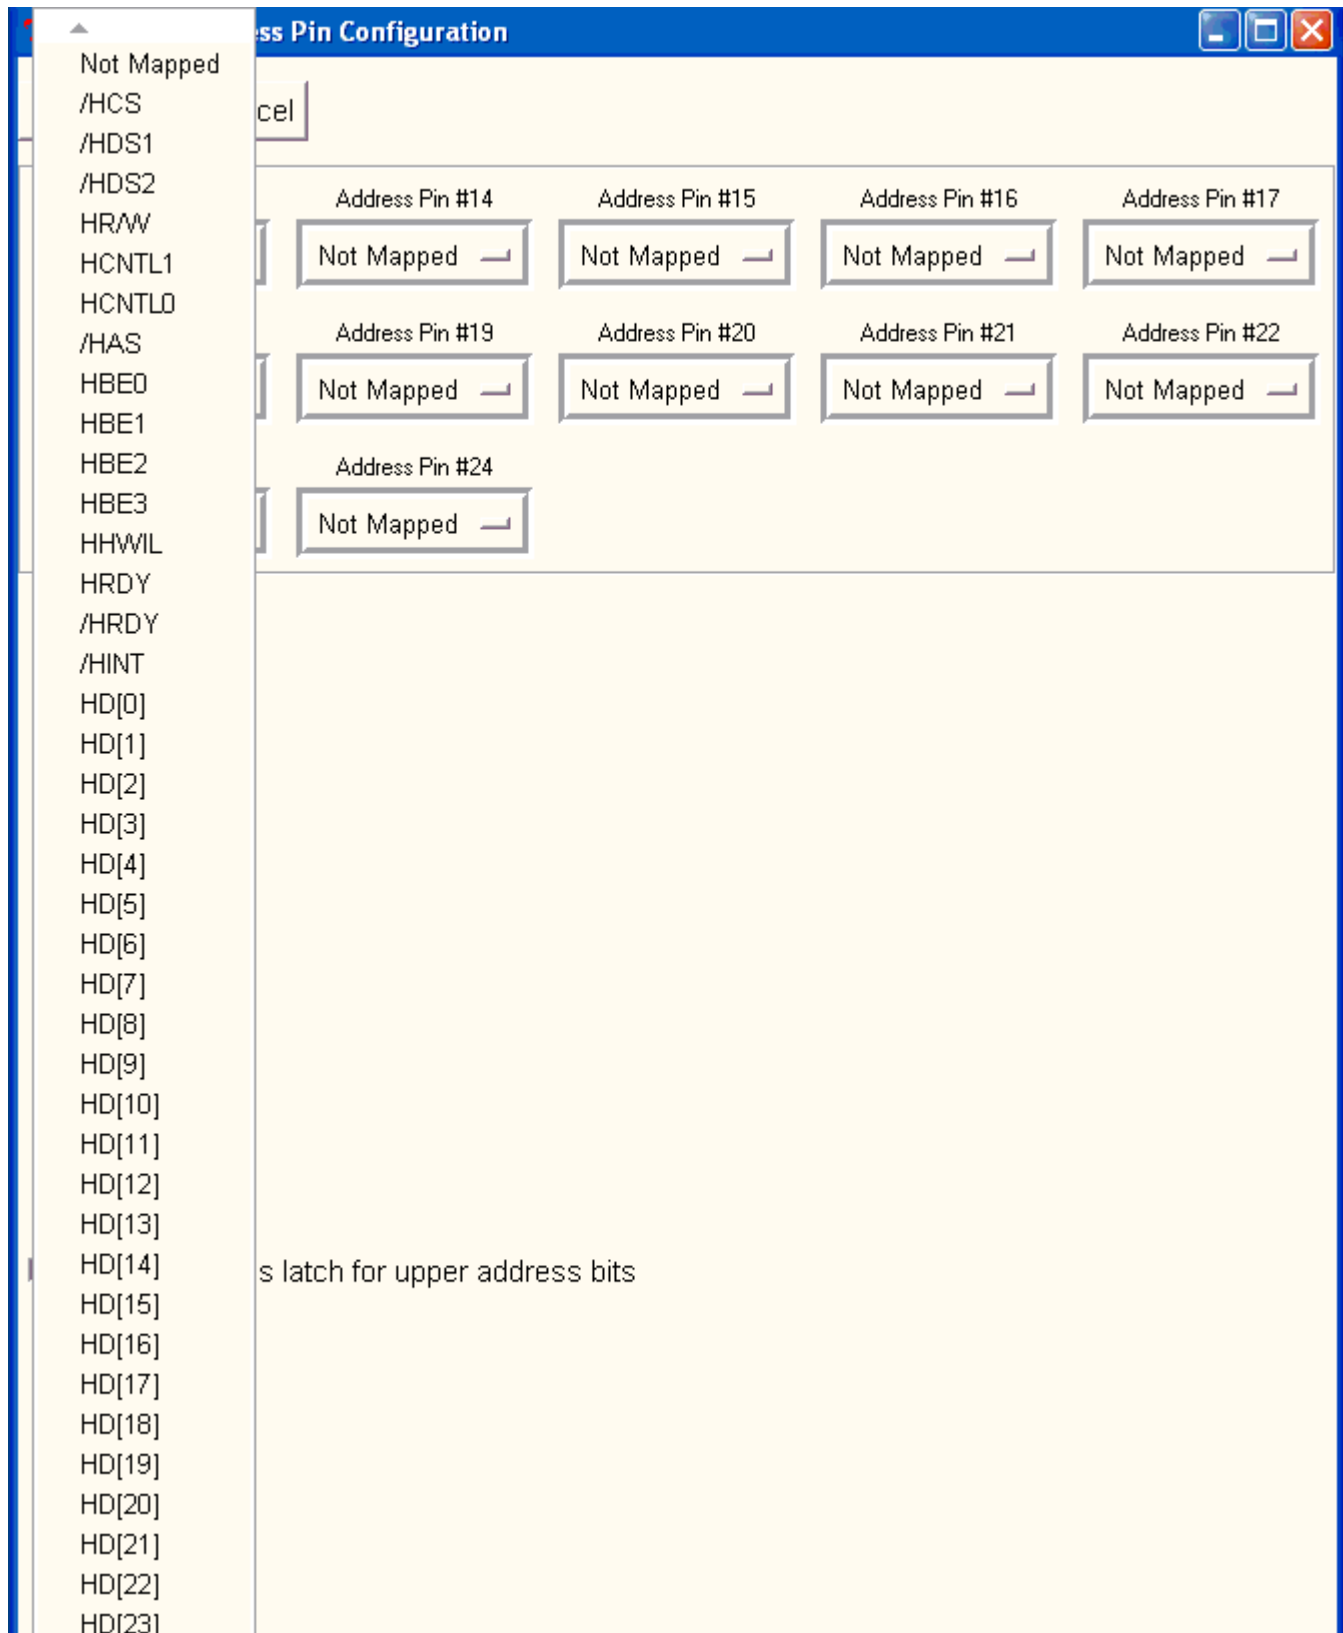 ss Pin Configuration
cel
Not Mapped
/HCS
/HDS1
/HDS2
HR/W
HCNTL1
HCNTL0
/HAS
HBE0
HBE1
HBE2
HBE3
HHWIL
HRDY
/HRDY
/HINT
HD[0]
HD[1]
HD[2]
HD[3]
HD[4]
HD[5]
HD[6]
HD[7]
HD[8]
HD[9]
HD[10]
HD[11]
HD[12]
HD[13]
HD[14]
HD[15]
HD[16]
HD[17]
HD[18]
HD[19]
HD[20]
HD[21]
HD[22]
HD[23]
Address Pin #14 Address Pin #15 Address Pin #16 Address Pin #17
Not Mapped Not Mapped Not Mapped Not Mapped
Address Pin #19 Address Pin #20 Address Pin #21 Address Pin #22
Not Mapped Not Mapped Not Mapped Not Mapped
Address Pin #24
Not Mapped
s latch for upper address bits